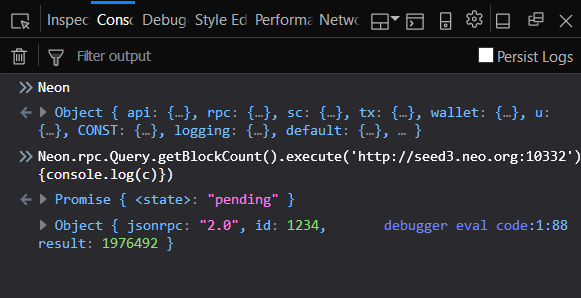 Inspec Conso Debug Style Ed Performa Netwo
Filter output Persist Logs
Neon
Object { api: {…}, rpc: {…}, sc: {…}, tx: {…}, wallet: {…}, u:
{…}, CONST: {…}, logging: {…}, default: {…}, … }
Neon.rpc.Query.getBlockCount().execute('http://seed3.neo.org:10332')
{console.log(c)})
Promise { <state>: "pending" }
Object { jsonrpc: "2.0", id: 1234, debugger eval code:1:88
result: 1976492 }